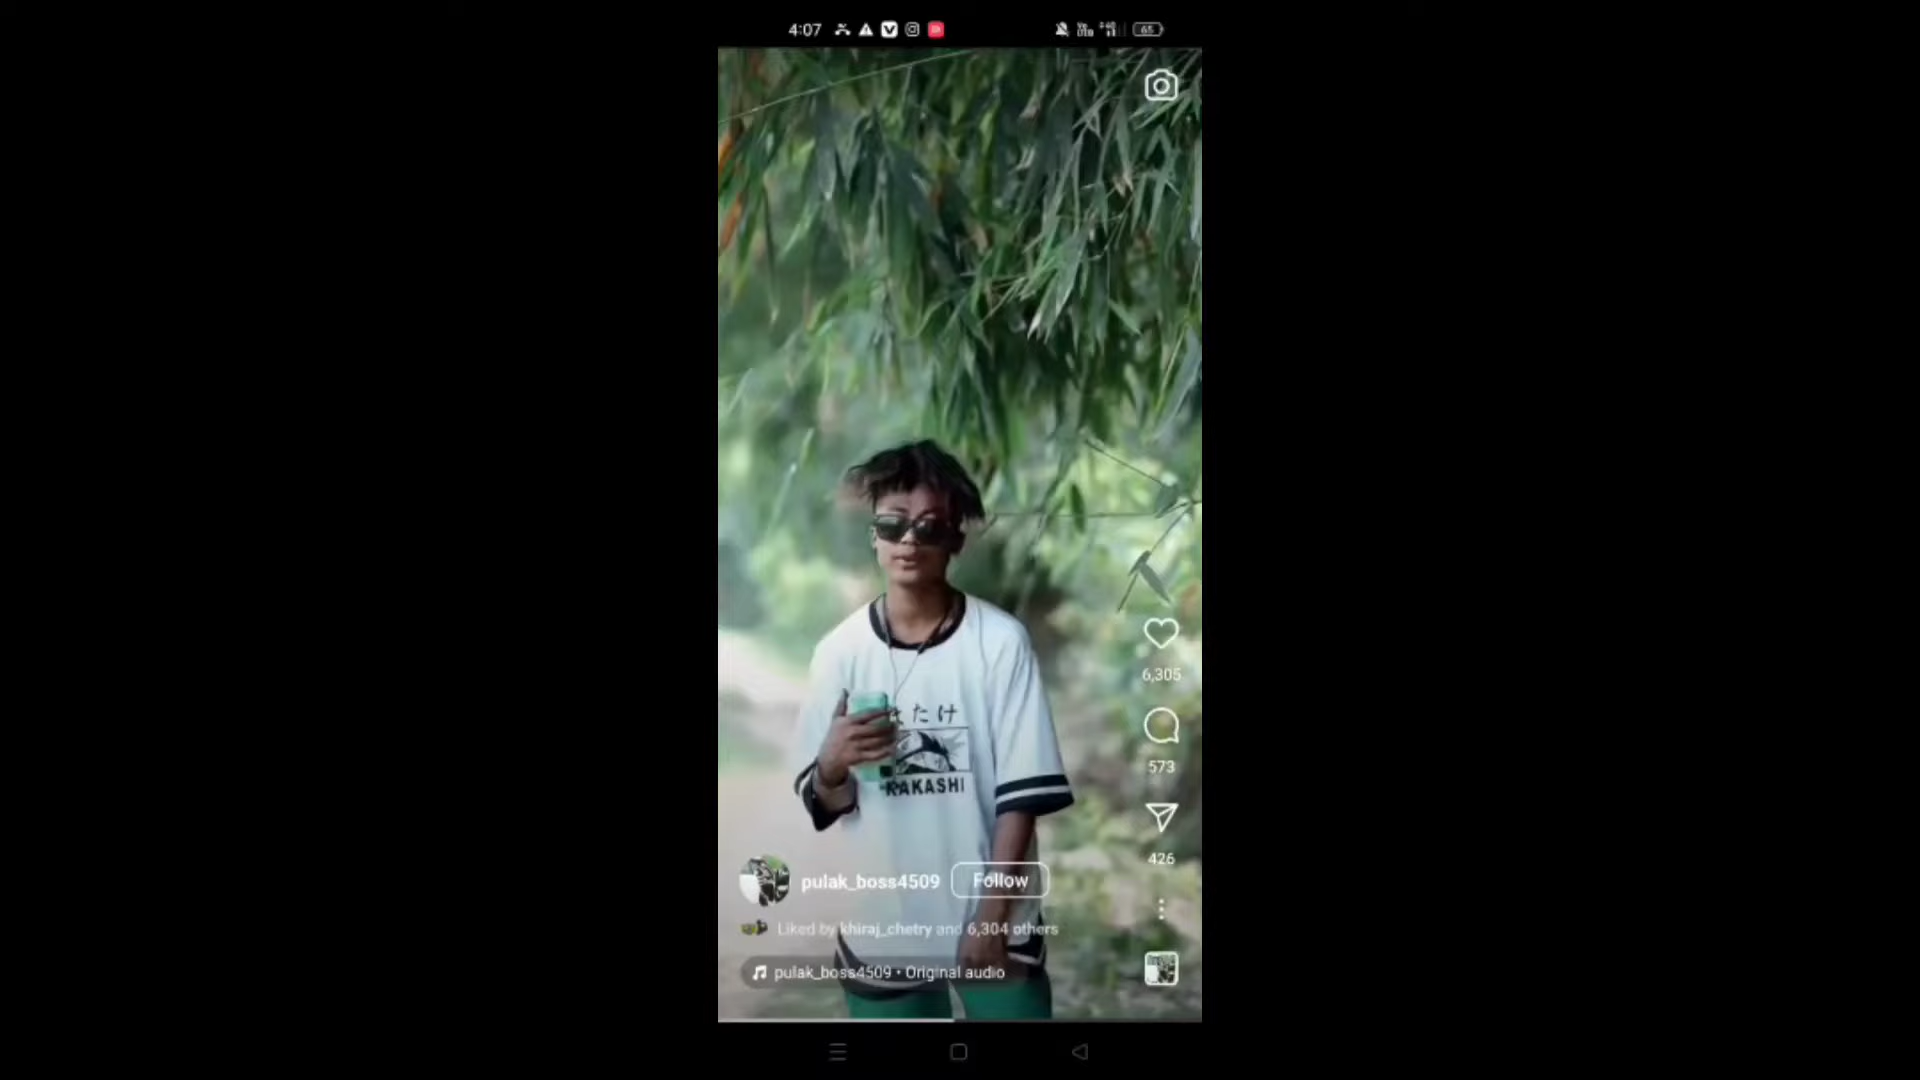 4:07
65
たけ
KAKASHI
6,305
573
426
pulak_boss4509 Follow
Liked by khiraj_chetry and 6,304 others
pulak_boss4509 • Original audio